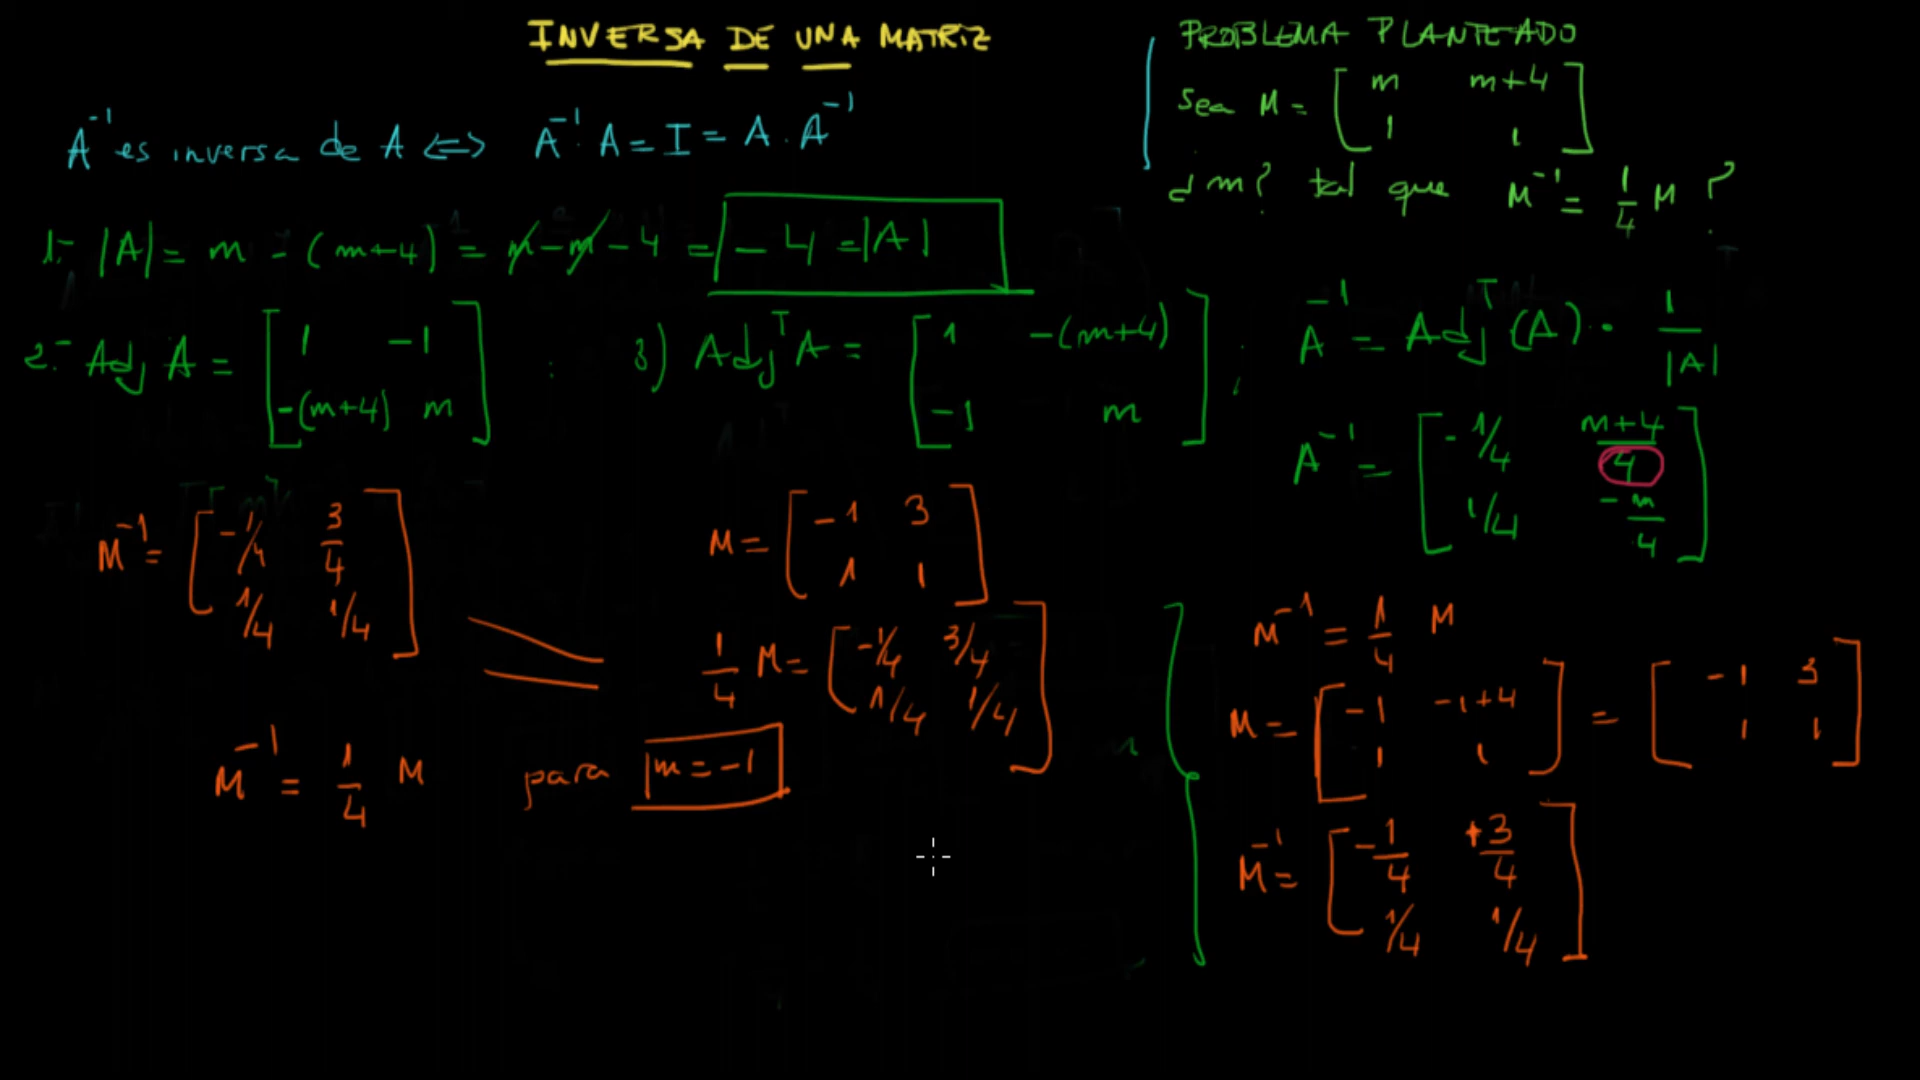 INVERSA DE UNA MATRIZ
A⁻¹ es inversa de A ⟺ A⁻¹·A = I = A·A⁻¹
PROBLEMA PLANTEADO
Sea M = [m m+4
1 1]
¿m? tal que M⁻¹ = 1/4 M ?
1.- |A| = m - (m+4) = m - m - 4 = - 4 = |A|
2.- Adj A = [1 -1
-(m+4) m] ;
3) AdjᵀA = [1 -(m+4)
-1 m] ;
A⁻¹ = Adjᵀ(A) · 1/|A|
A⁻¹ = [-1/4 m+4/4
1/4 -m/4]
M⁻¹ = [-1/4 3/4
1/4 1/4]
M = [-1 3
1 1]
1/4 M = [-1/4 3/4
1/4 1/4]
M⁻¹ = 1/4 M para m = -1
M⁻¹ = 1/4 M
M = [-1 -1+4
1 1] = [-1 3
1 1]
M⁻¹ = [-1/4 +3/4
1/4 1/4]